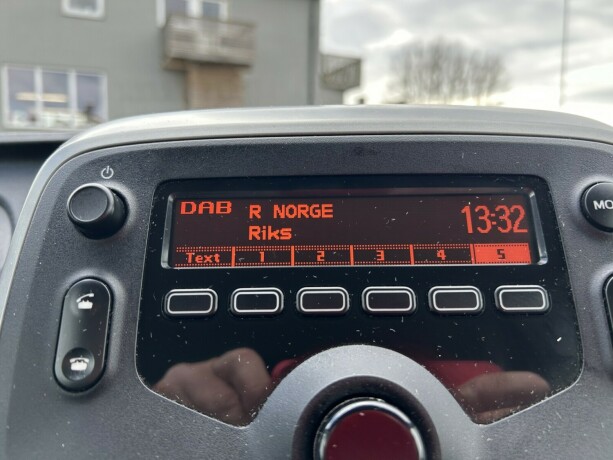 DAB R NORGE 13:32
Riks
Text 1 2 3 4 5
MO